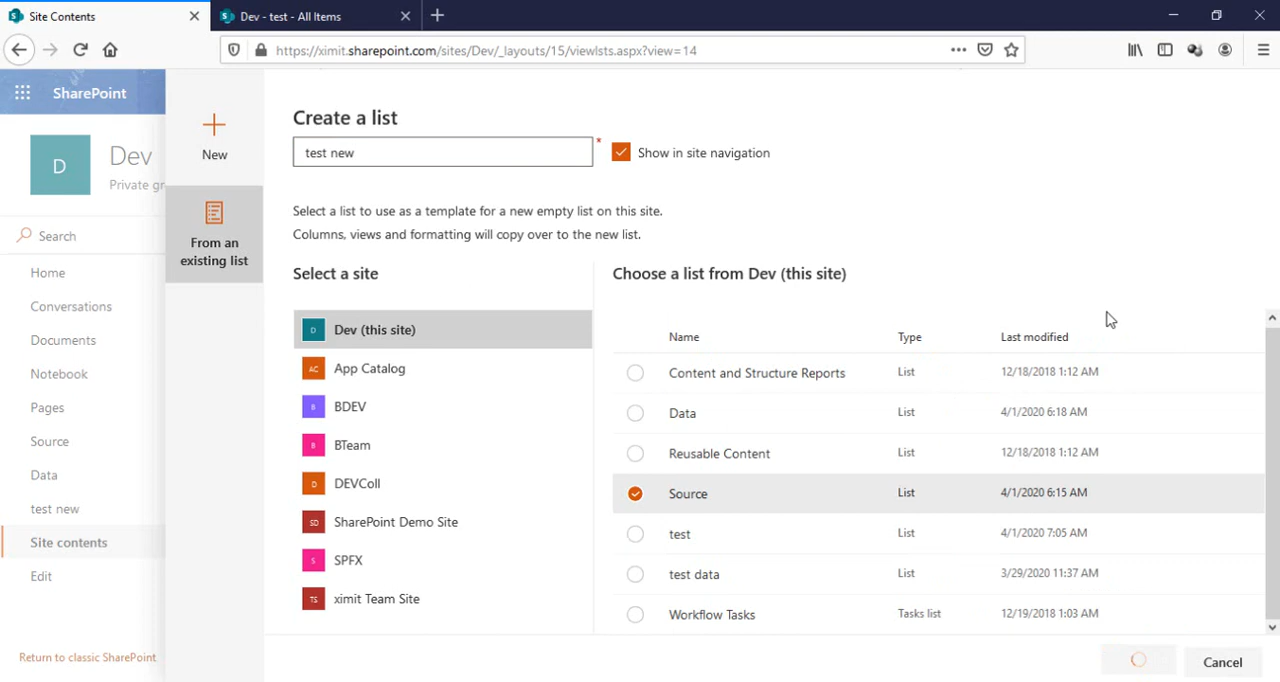 Site Contents
Dev - test - All Items
https://ximit.sharepoint.com/sites/Dev/_layouts/15/viewlsts.aspx?view=14
SharePoint
D
Dev
Private gr
Search
Home
Conversations
Documents
Notebook
Pages
Source
Data
test new
Site contents
Edit
Return to classic SharePoint
New
From an
existing list
Create a list
test new
*
Show in site navigation
Select a list to use as a template for a new empty list on this site.
Columns, views and formatting will copy over to the new list.
Select a site
D Dev (this site)
AC App Catalog
B BDEV
B BTeam
D DEVColl
SD SharePoint Demo Site
S SPFX
TS ximit Team Site
Choose a list from Dev (this site)
Name Type Last modified
Content and Structure Reports List 12/18/2018 1:12 AM
Data List 4/1/2020 6:18 AM
Reusable Content List 12/18/2018 1:12 AM
Source List 4/1/2020 6:15 AM
test List 4/1/2020 7:05 AM
test data List 3/29/2020 11:37 AM
Workflow Tasks Tasks list 12/19/2018 1:03 AM
Cancel